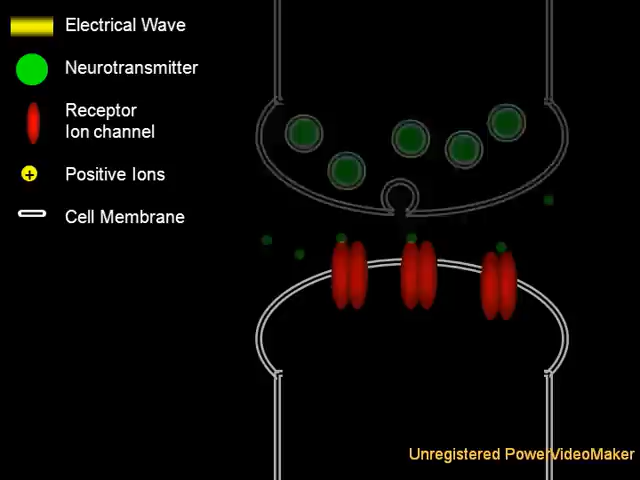 Electrical Wave
Neurotransmitter
Receptor
Ion channel
+
Positive Ions
Cell Membrane
Unregistered PowerVideoMaker